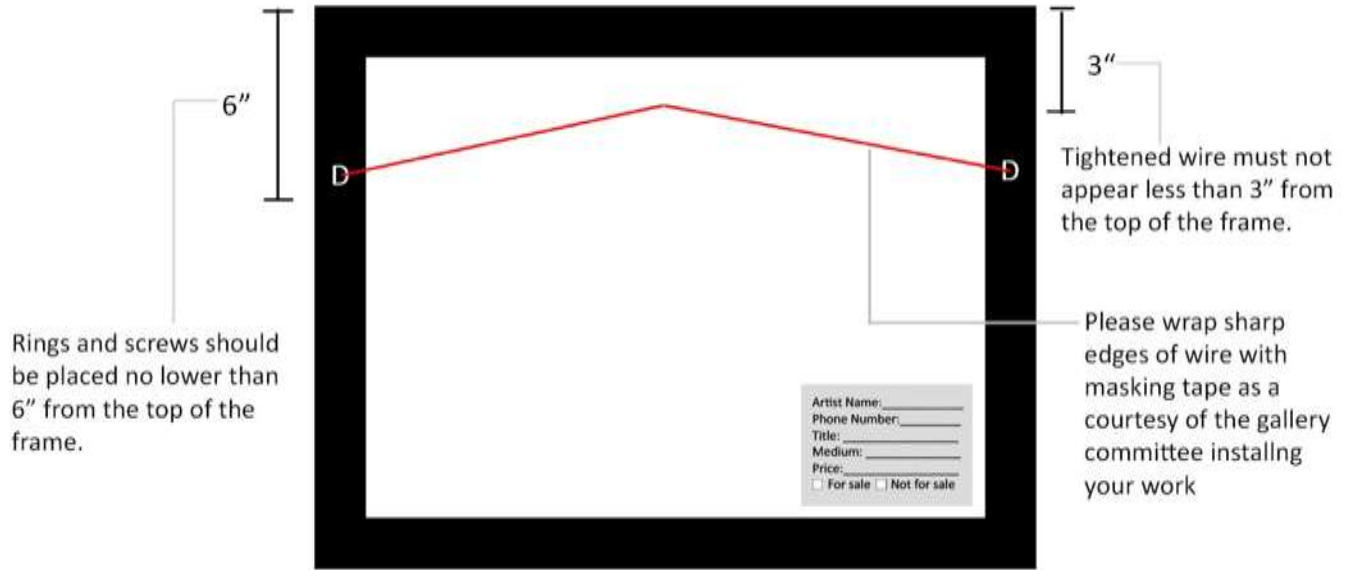 6”
3”
Tightened wire must not
appear less than 3” from
the top of the frame.
D
D
Rings and screws should
be placed no lower than
6” from the top of the
frame.
Please wrap sharp
edges of wire with
masking tape as a
courtesy of the gallery
committee installng
your work
Artist Name:
Phone Number:
Title:
Medium:
Price:
For sale Not for sale